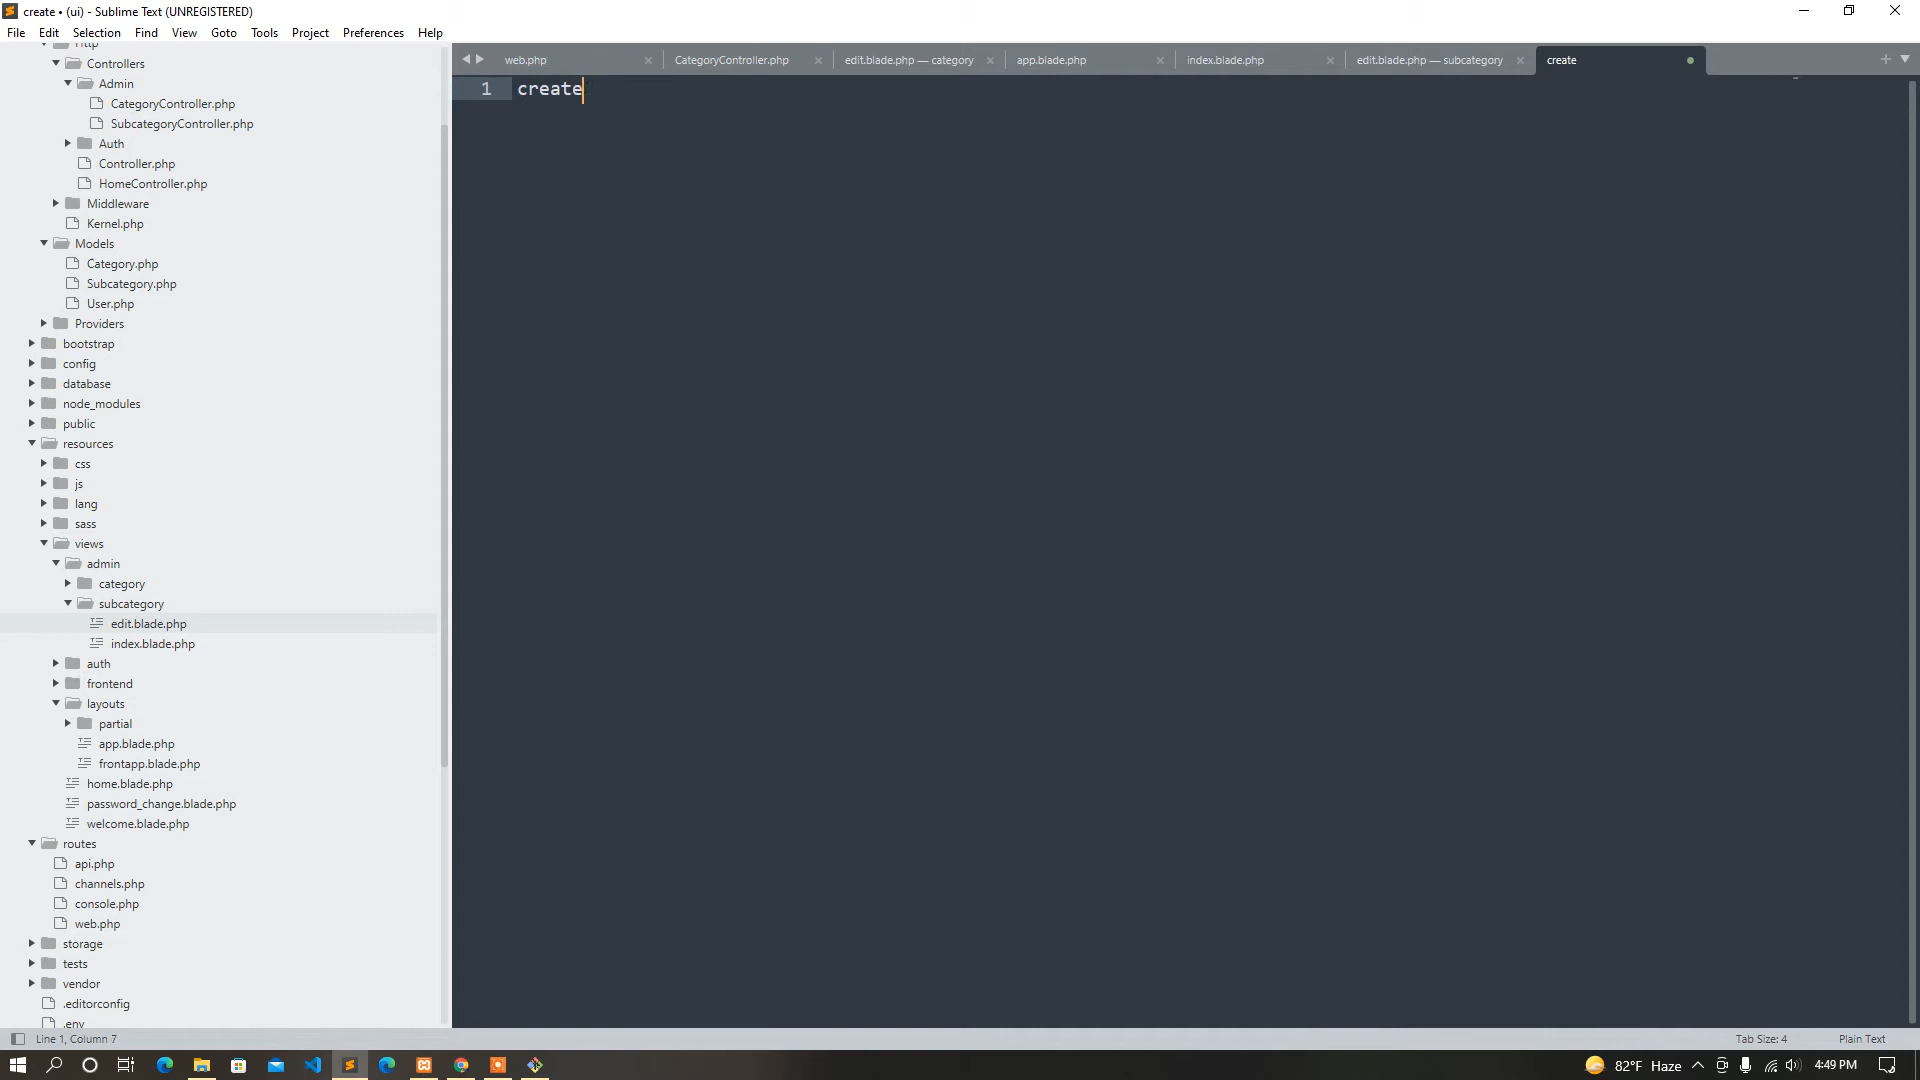 create • (ui) - Sublime Text (UNREGISTERED)
File Edit Selection Find View Goto Tools Project Preferences Help
web.php CategoryController.php edit.blade.php — category app.blade.php index.blade.php edit.blade.php — subcategory create
1 create
Http
Controllers
Admin
CategoryController.php
SubcategoryController.php
Auth
Controller.php
HomeController.php
Middleware
Kernel.php
Models
Category.php
Subcategory.php
User.php
Providers
bootstrap
config
database
node_modules
public
resources
css
js
lang
sass
views
admin
category
subcategory
edit.blade.php
index.blade.php
auth
frontend
layouts
partial
app.blade.php
frontapp.blade.php
home.blade.php
password_change.blade.php
welcome.blade.php
routes
api.php
channels.php
console.php
web.php
storage
tests
vendor
.editorconfig
.env
Line 1, Column 7 Tab Size: 4 Plain Text
82°F Haze 4:49 PM